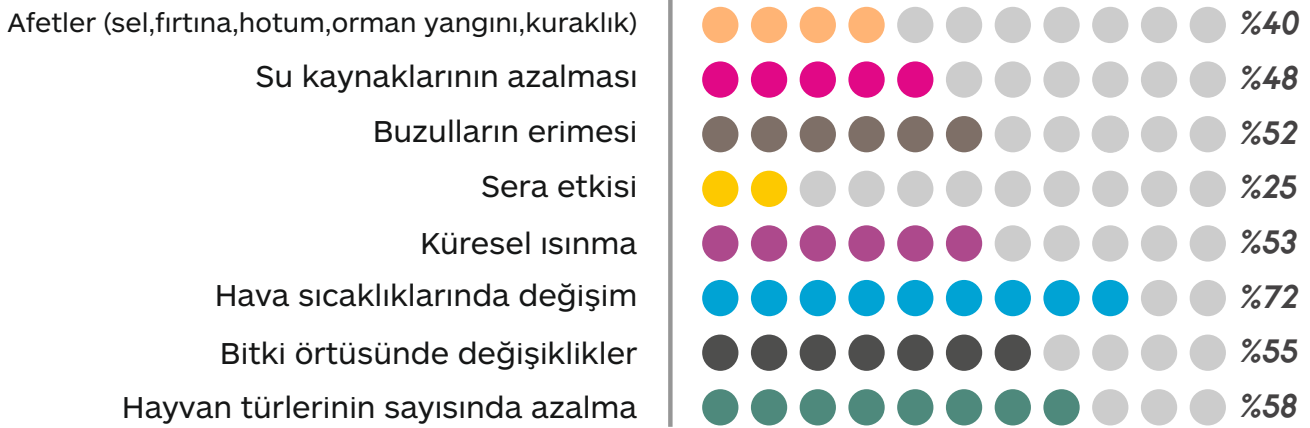 Afetler (sel,fırtına,hotum,orman yangını,kuraklık) %40
Su kaynaklarının azalması %48
Buzulların erimesi %52
Sera etkisi %25
Küresel ısınma %53
Hava sıcaklıklarında değişim %72
Bitki örtüsünde değişiklikler %55
Hayvan türlerinin sayısında azalma %58